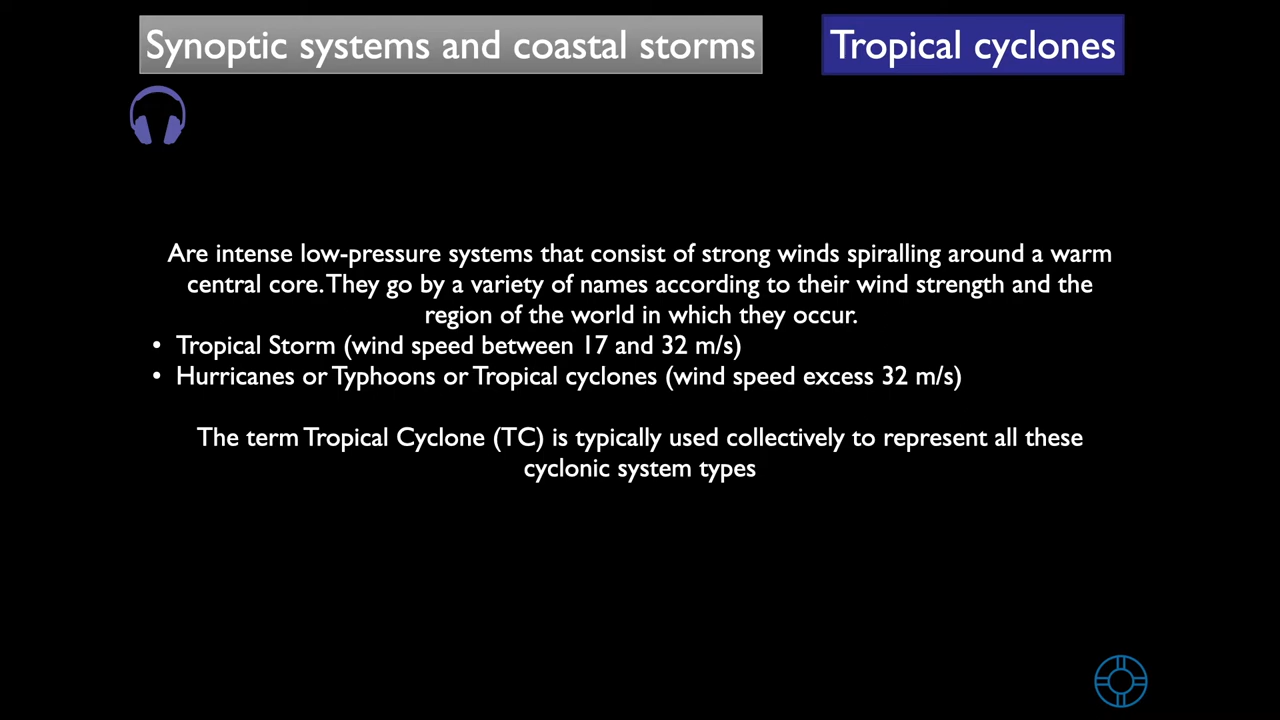 Synoptic systems and coastal storms
Tropical cyclones
Are intense low-pressure systems that consist of strong winds spiralling around a warm
central core. They go by a variety of names according to their wind strength and the
region of the world in which they occur.
• Tropical Storm (wind speed between 17 and 32 m/s)
• Hurricanes or Typhoons or Tropical cyclones (wind speed excess 32 m/s)
The term Tropical Cyclone (TC) is typically used collectively to represent all these
cyclonic system types